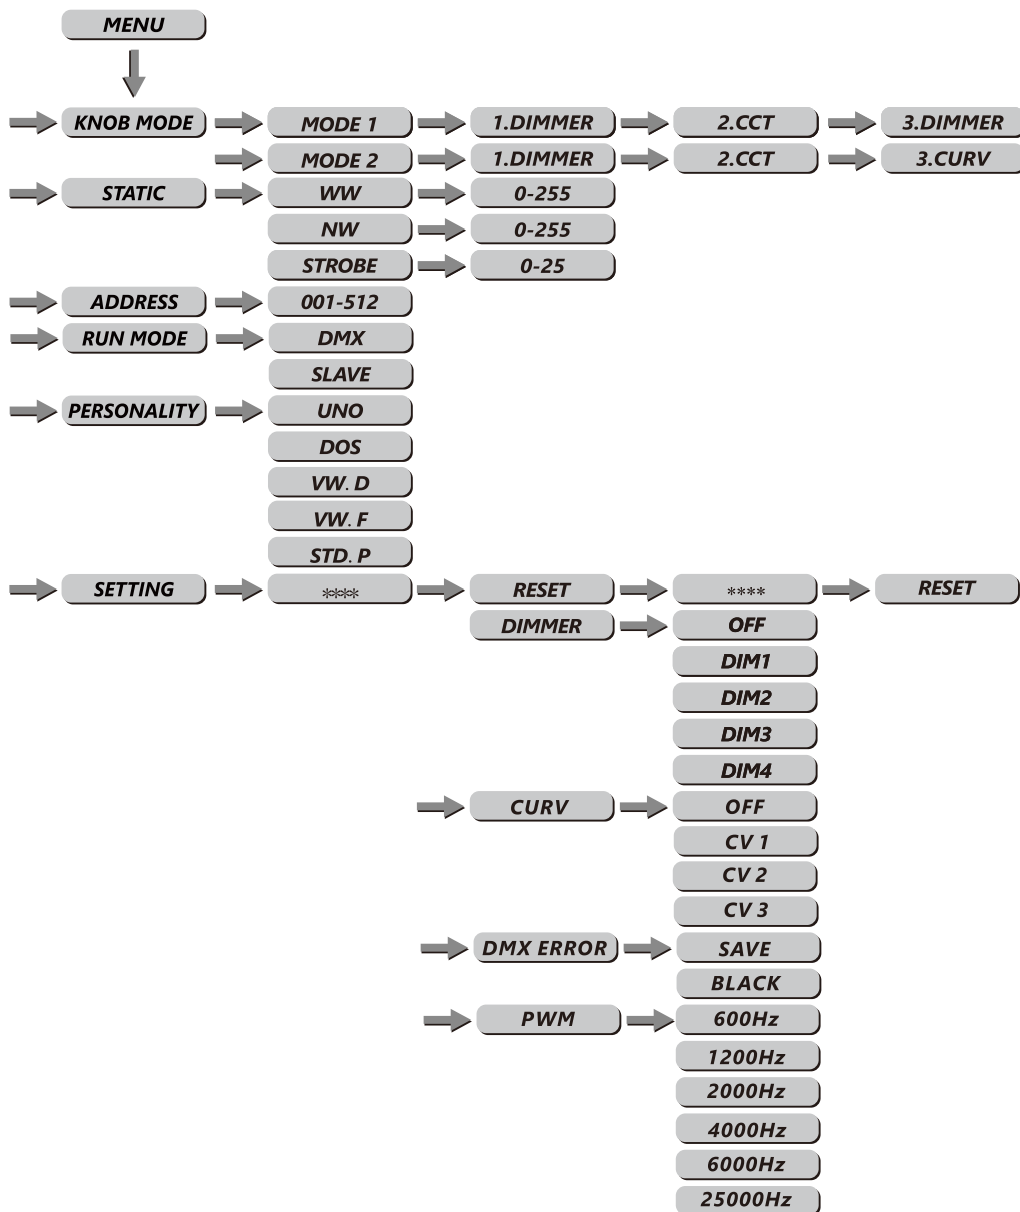 MENU
KNOB MODE MODE 1 1.DIMMER 2.CCT 3.DIMMER
MODE 2 1.DIMMER 2.CCT 3.CURV
STATIC WW 0-255
NW 0-255
STROBE 0-25
ADDRESS 001-512
RUN MODE DMX
SLAVE
PERSONALITY UNO
DOS
VW. D
VW. F
STD. P
SETTING **** RESET **** RESET
DIMMER OFF
DIM1
DIM2
DIM3
DIM4
CURV OFF
CV 1
CV 2
CV 3
DMX ERROR SAVE
BLACK
PWM 600Hz
1200Hz
2000Hz
4000Hz
6000Hz
25000Hz